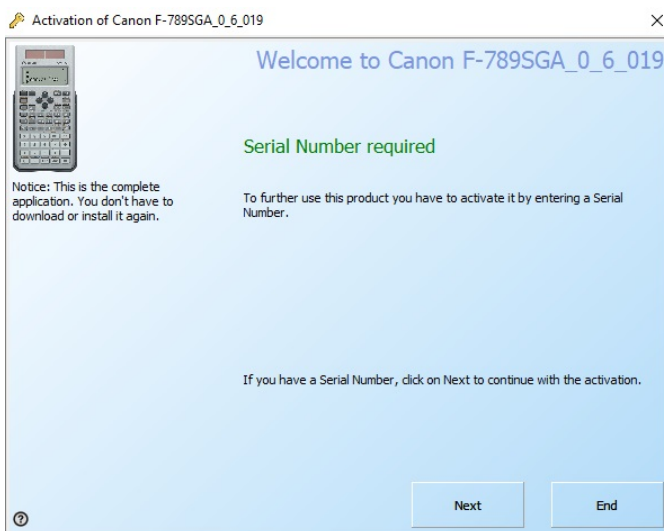 Activation of Canon F-789SGA_0_6_019
Welcome to Canon F-789SGA_0_6_019
Serial Number required
Notice: This is the complete
application. You don't have to
download or install it again.
To further use this product you have to activate it by entering a Serial
Number.
If you have a Serial Number, click on Next to continue with the activation.
Next
End